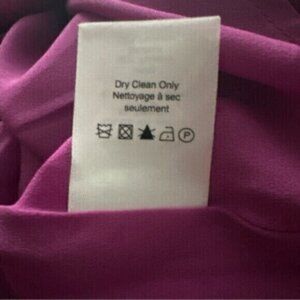 Dry Clean Only
Nettoyage à sec
seulement
P